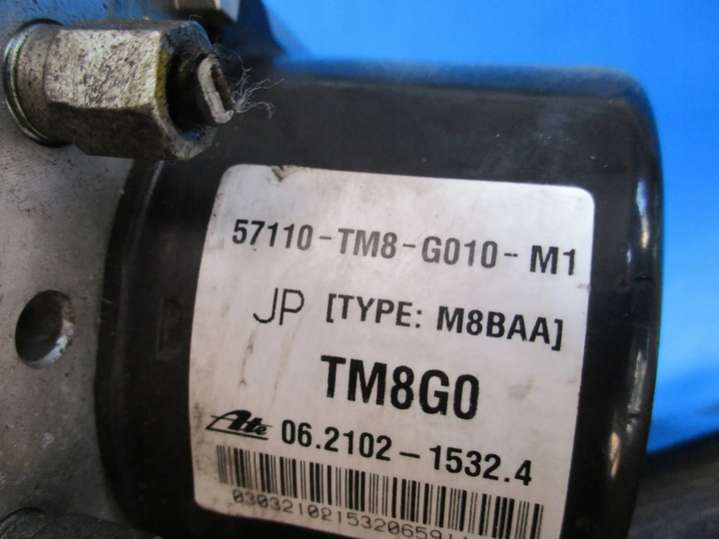 57110-TM8-G010-M1
JP [TYPE: M8BAA]
TM8G0
Ate 06.2102-1532.4